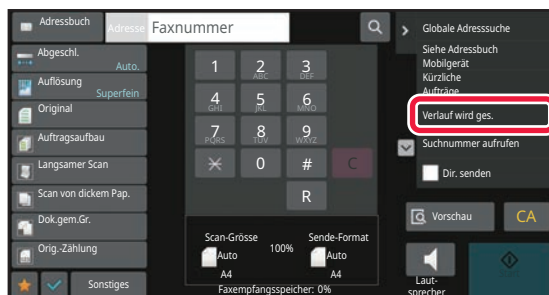 Adressbuch
Adresse Faxnummer
Abgeschl.
Auto.
Auflösung
Superfein
Original
Auftragsaufbau
Langsamer Scan
Scan von dickem Pap.
Dok.gem.Gr.
Orig.-Zählung
Sonstiges
1
2 ABC
3 DEF
4 GHI
5 JKL
6 MNO
7 PQRS
8 TUV
9 WXYZ
0
#
C
R
Scan-Grösse
100%
Sende-Format
Auto
Auto
A4
A4
Faxempfangsspeicher: 0%
Globale Adresssuche
Siehe Adressbuch
Mobilgerät
Kürzliche
Aufträge
Verlauf wird ges.
Suchnummer aufrufen
Dir. senden
Vorschau
CA
Laut-
sprecher